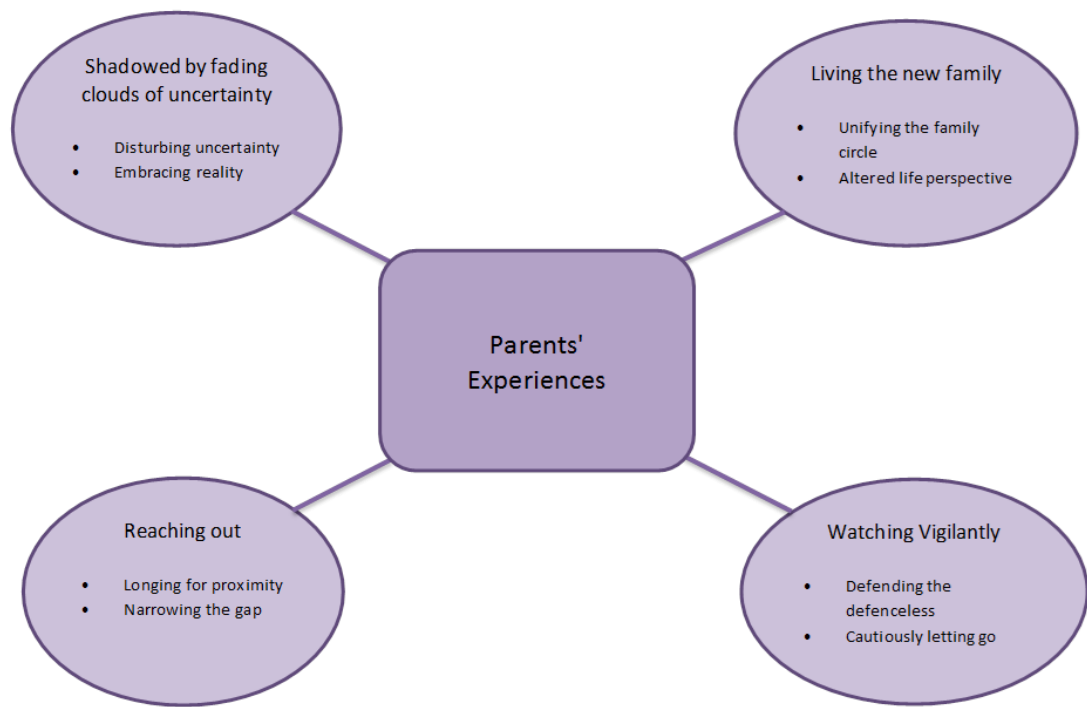 Shadowed by fading
clouds of uncertainty
• Disturbing uncertainty
• Embracing reality
Living the new family
• Unifying the family
circle
• Altered life perspective
Parents'
Experiences
Reaching out
• Longing for proximity
• Narrowing the gap
Watching Vigilantly
• Defending the
defenceless
• Cautiously letting go